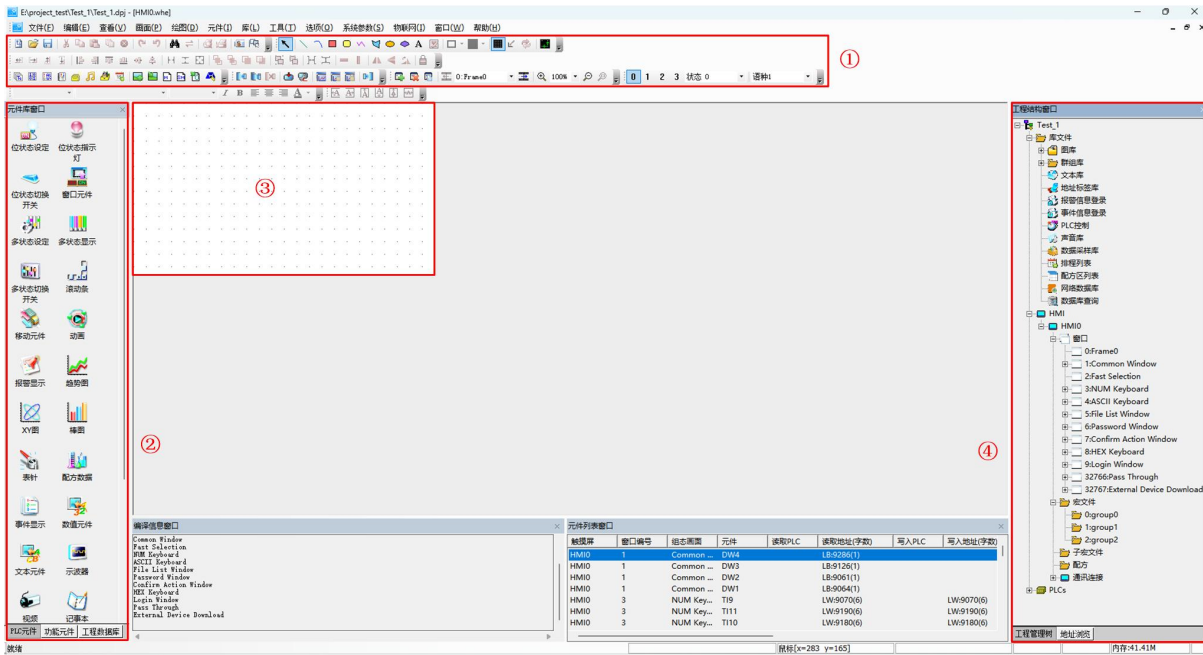 E:\project_test\Test_1\Test_1.dpj - [HMI0.whe]
文件(F) 编辑(E) 查看(V) 画面(P) 绘图(D) 元件(I) 库(L) 工具(T) 选项(O) 系统参数(S) 物联网(I) 窗口(W) 帮助(H)
①
0:Frame0 100% 0 1 2 3 状态 0 语种1
元件库窗口
位状态设定 位状态指示灯
位状态切换开关 窗口元件
多状态设定 多状态显示
多状态切换开关 滚动条
移动元件 动画
报警显示 趋势图
XY图 棒图
表针 配方数据
事件显示 数值元件
文本元件 示波器
视频 记事本
PLC元件 功能元件 工程数据库
②
③
④
编译信息窗口
Common Window
Fast Selection
NUM Keyboard
ASCII Keyboard
File List Window
Password Window
Confirm Action Window
HEX Keyboard
Login Window
Pass Through
External Device Download
元件列表窗口
触摸屏 窗口编号 组态画面 元件 读取PLC 读取地址(字数) 写入PLC 写入地址(字数)
HMI0 1 Common ... DW4 LB:9286(1)
HMI0 1 Common ... DW3 LB:9126(1)
HMI0 1 Common ... DW2 LB:9061(1)
HMI0 1 Common ... DW1 LB:9064(1)
HMI0 3 NUM Key... TI9 LW:9070(6) LW:9070(6)
HMI0 3 NUM Key... TI11 LW:9190(6) LW:9190(6)
HMI0 3 NUM Key... TI10 LW:9180(6) LW:9180(6)
工程结构窗口
Test_1
库文件
图库
群组库
文本库
地址标签库
报警信息登录
事件信息登录
PLC控制
声音库
数据采样库
排程列表
配方区列表
网络数据库
数据库查询
HMI
HMI0
窗口
0:Frame0
1:Common Window
2:Fast Selection
3:NUM Keyboard
4:ASCII Keyboard
5:File List Window
6:Password Window
7:Confirm Action Window
8:HEX Keyboard
9:Login Window
32766:Pass Through
32767:External Device Download
宏文件
0:group0
1:group1
2:group2
子宏文件
配方
通讯连接
PLCs
工程管理树 地址浏览
就绪
鼠标[x=283 y=165]
内存:41.41M